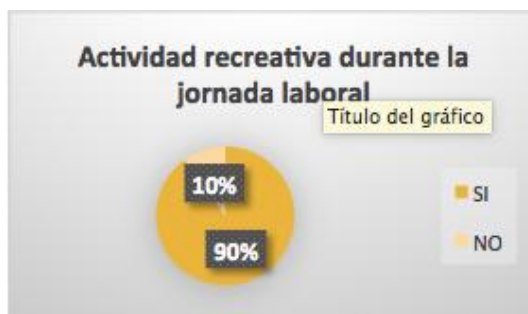 Actividad recreativa durante la
jornada laboral
Título del gráfico
10%
90%
SI
NO